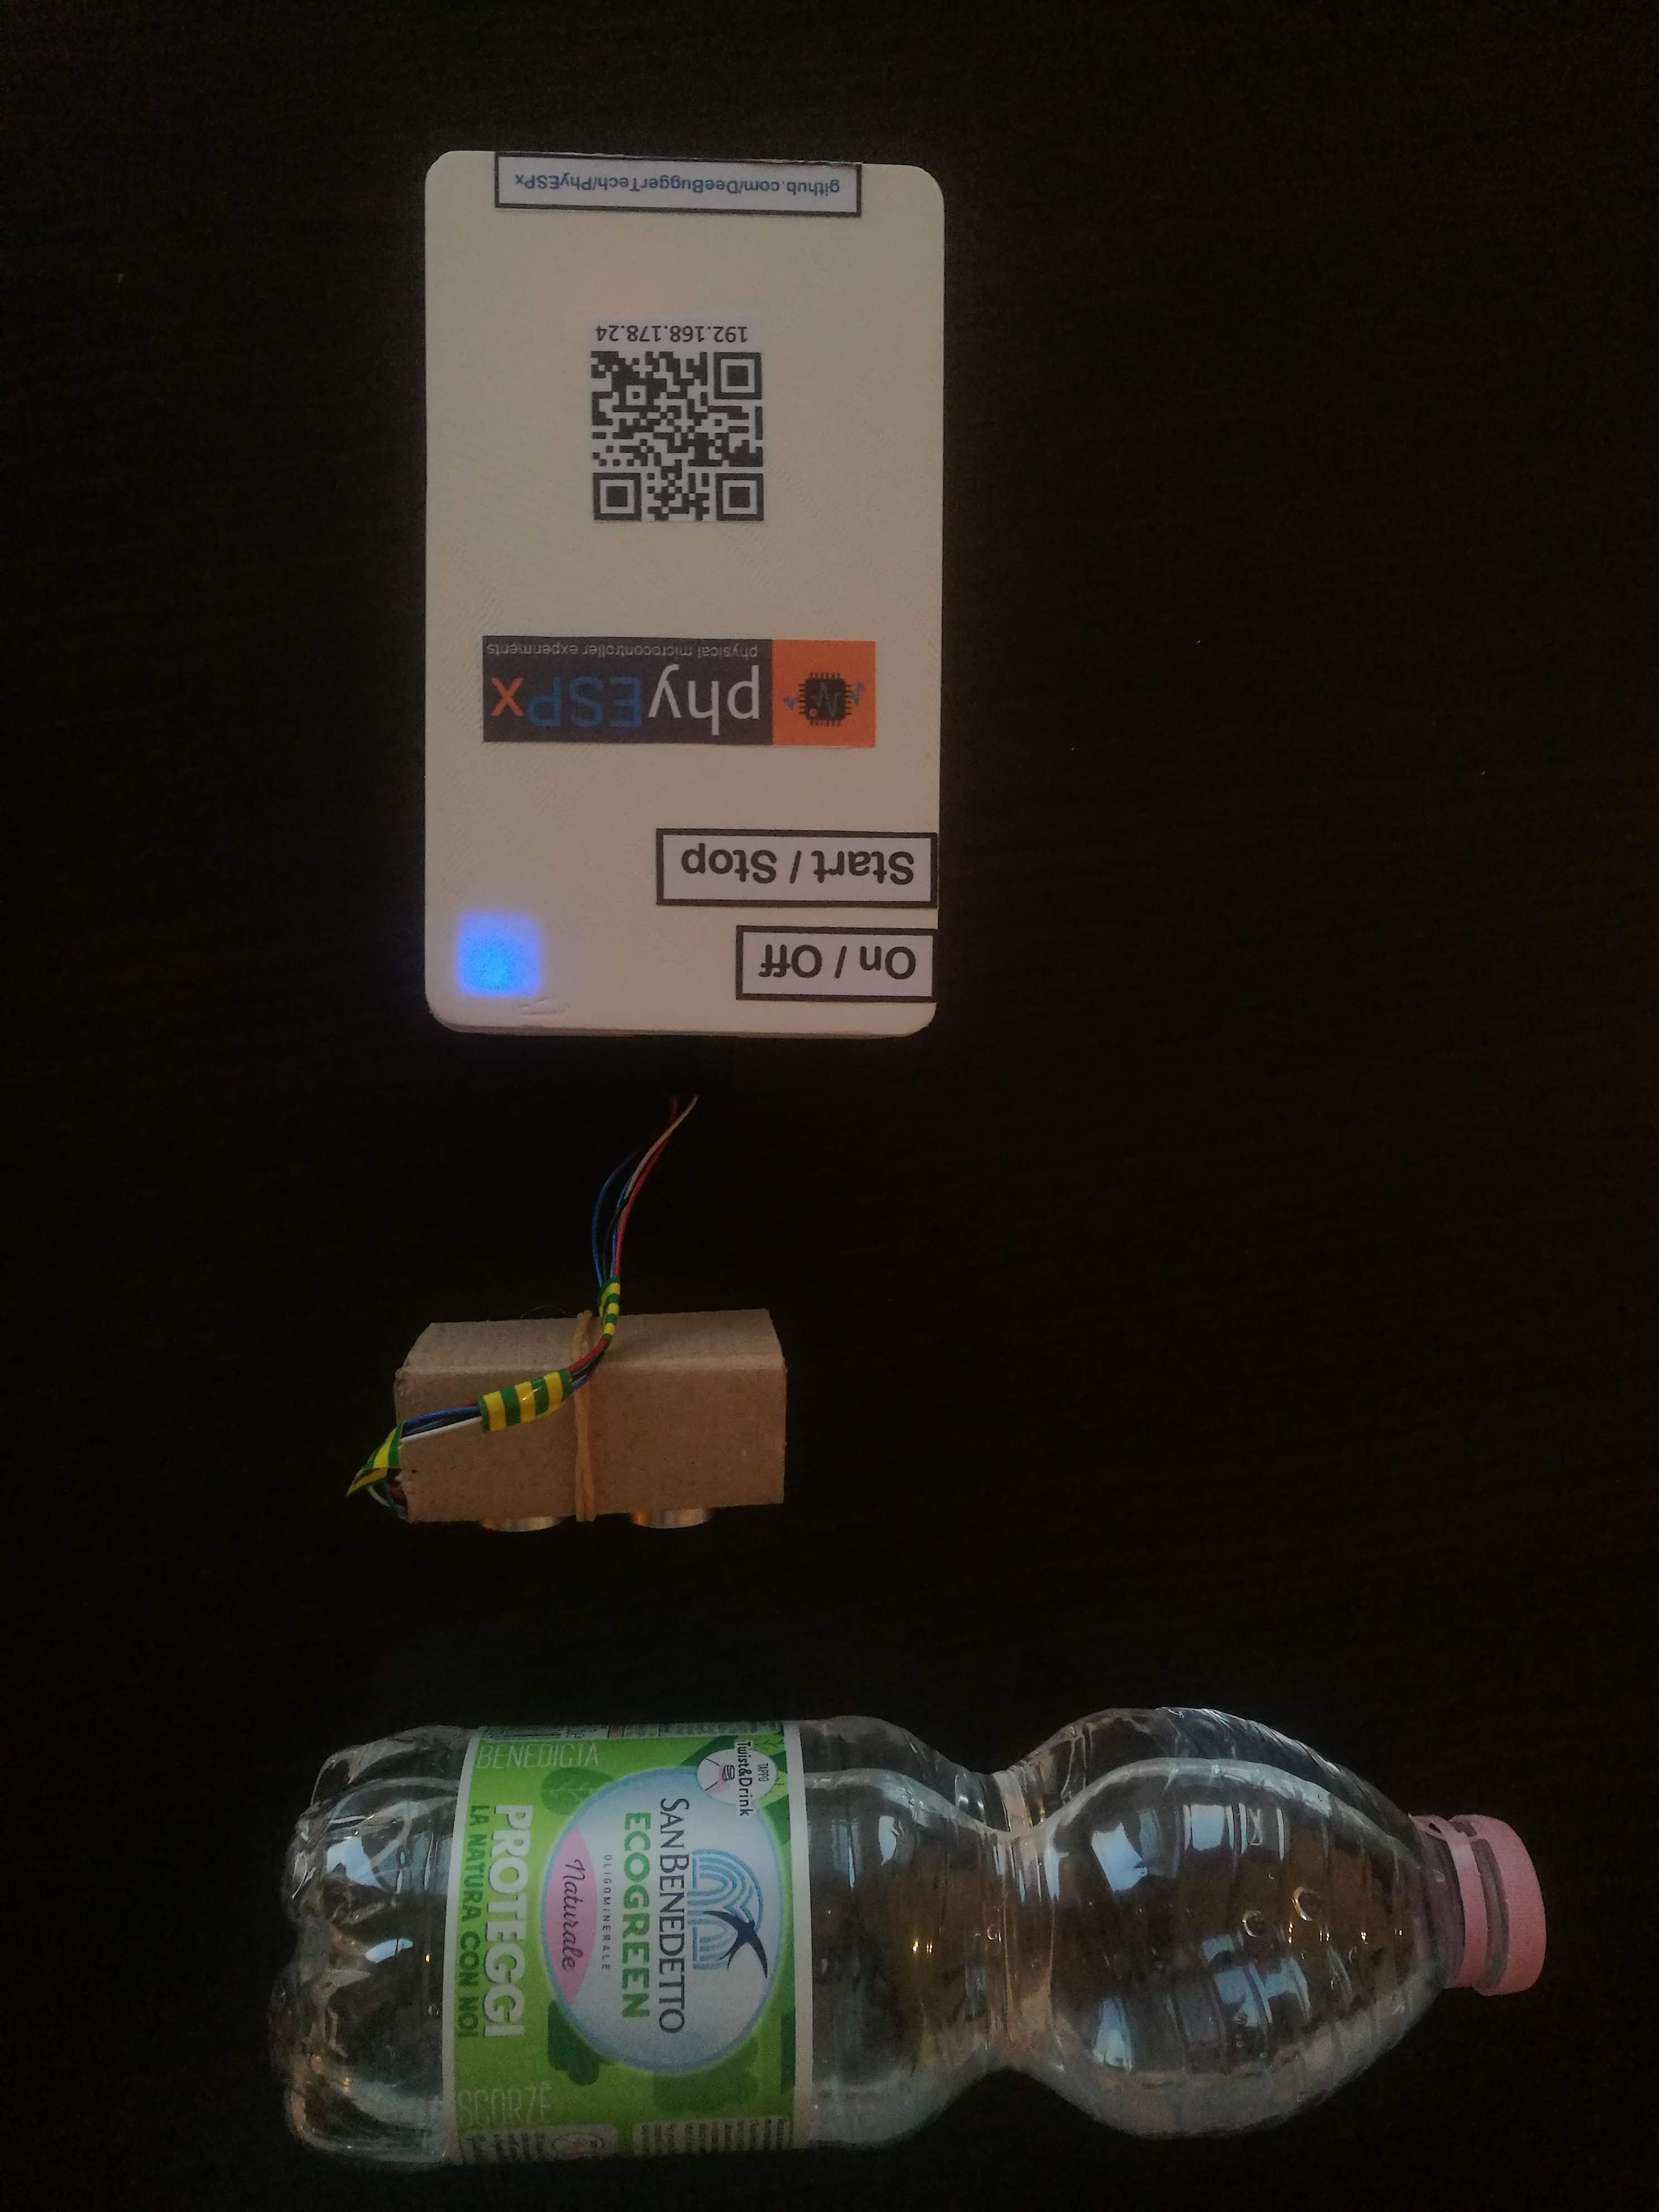 github.com/DeeBuggerTech/PhyESPx
192.168.178.24
phyESPx
physical microcontroller experiments
Start / Stop
On / Off
BENEDICTA
SCORZÈ
PROTEGGI
LA NATURA CON NOI
TAPPO
Twist&Drink
SAN BENEDETTO
ECOGREEN
OLIGOMINERALE
Naturale